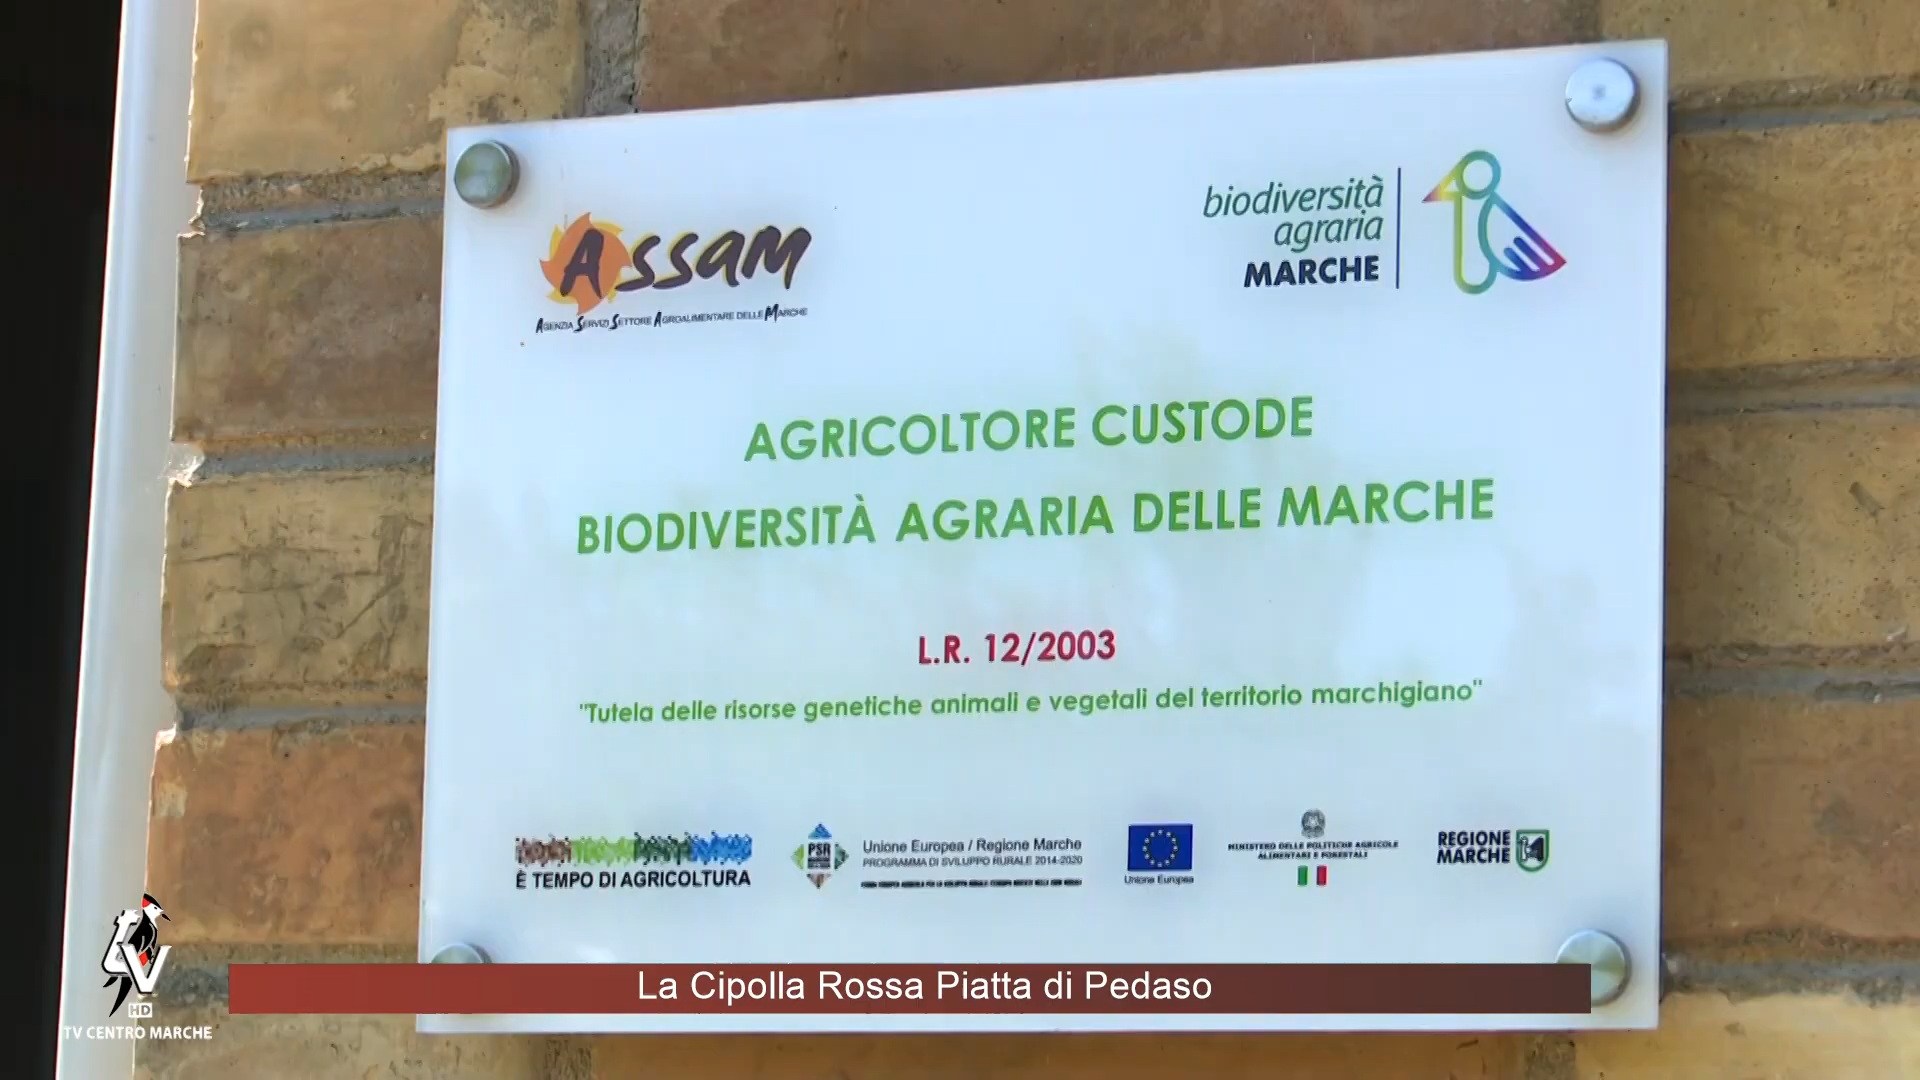 ASSAM
AGENZIA SERVIZI SETTORE AGROALIMENTARE DELLE MARCHE
biodiversità
agraria
MARCHE
AGRICOLTORE CUSTODE
BIODIVERSITÀ AGRARIA DELLE MARCHE
L.R. 12/2003
"Tutela delle risorse genetiche animali e vegetali del territorio marchigiano"
È TEMPO DI AGRICOLTURA
PSR
Unione Europea / Regione Marche
PROGRAMMA DI SVILUPPO RURALE 2014-2020
Unione Europea
MINISTERO DELLE POLITICHE AGRICOLE
ALIMENTARI E FORESTALI
REGIONE
MARCHE
La Cipolla Rossa Piatta di Pedaso
TV
HD
TV CENTRO MARCHE